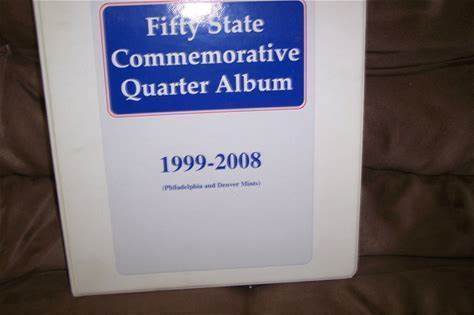 Fifty State
Commemorative
Quarter Album
1999-2008
(Philadelphia and Denver Mints)